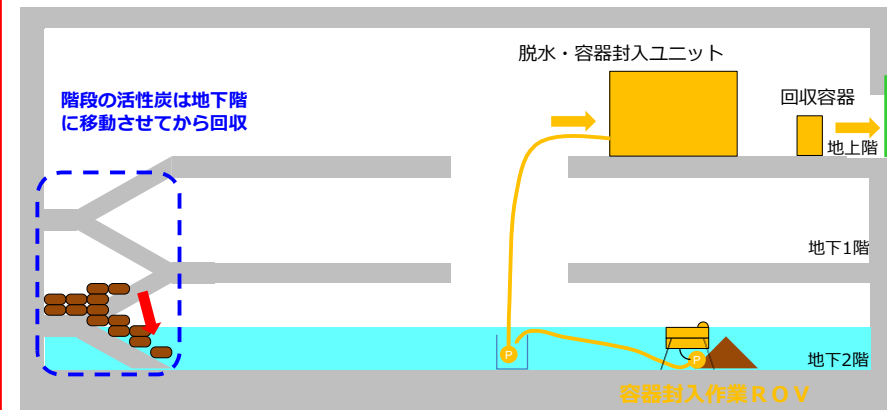 脱水・容器封入ユニット
階段の活性炭は地下階
に移動させてから回収
回収容器
地上階
地下1階
P
P
地下2階
容器封入作業ＲＯＶ